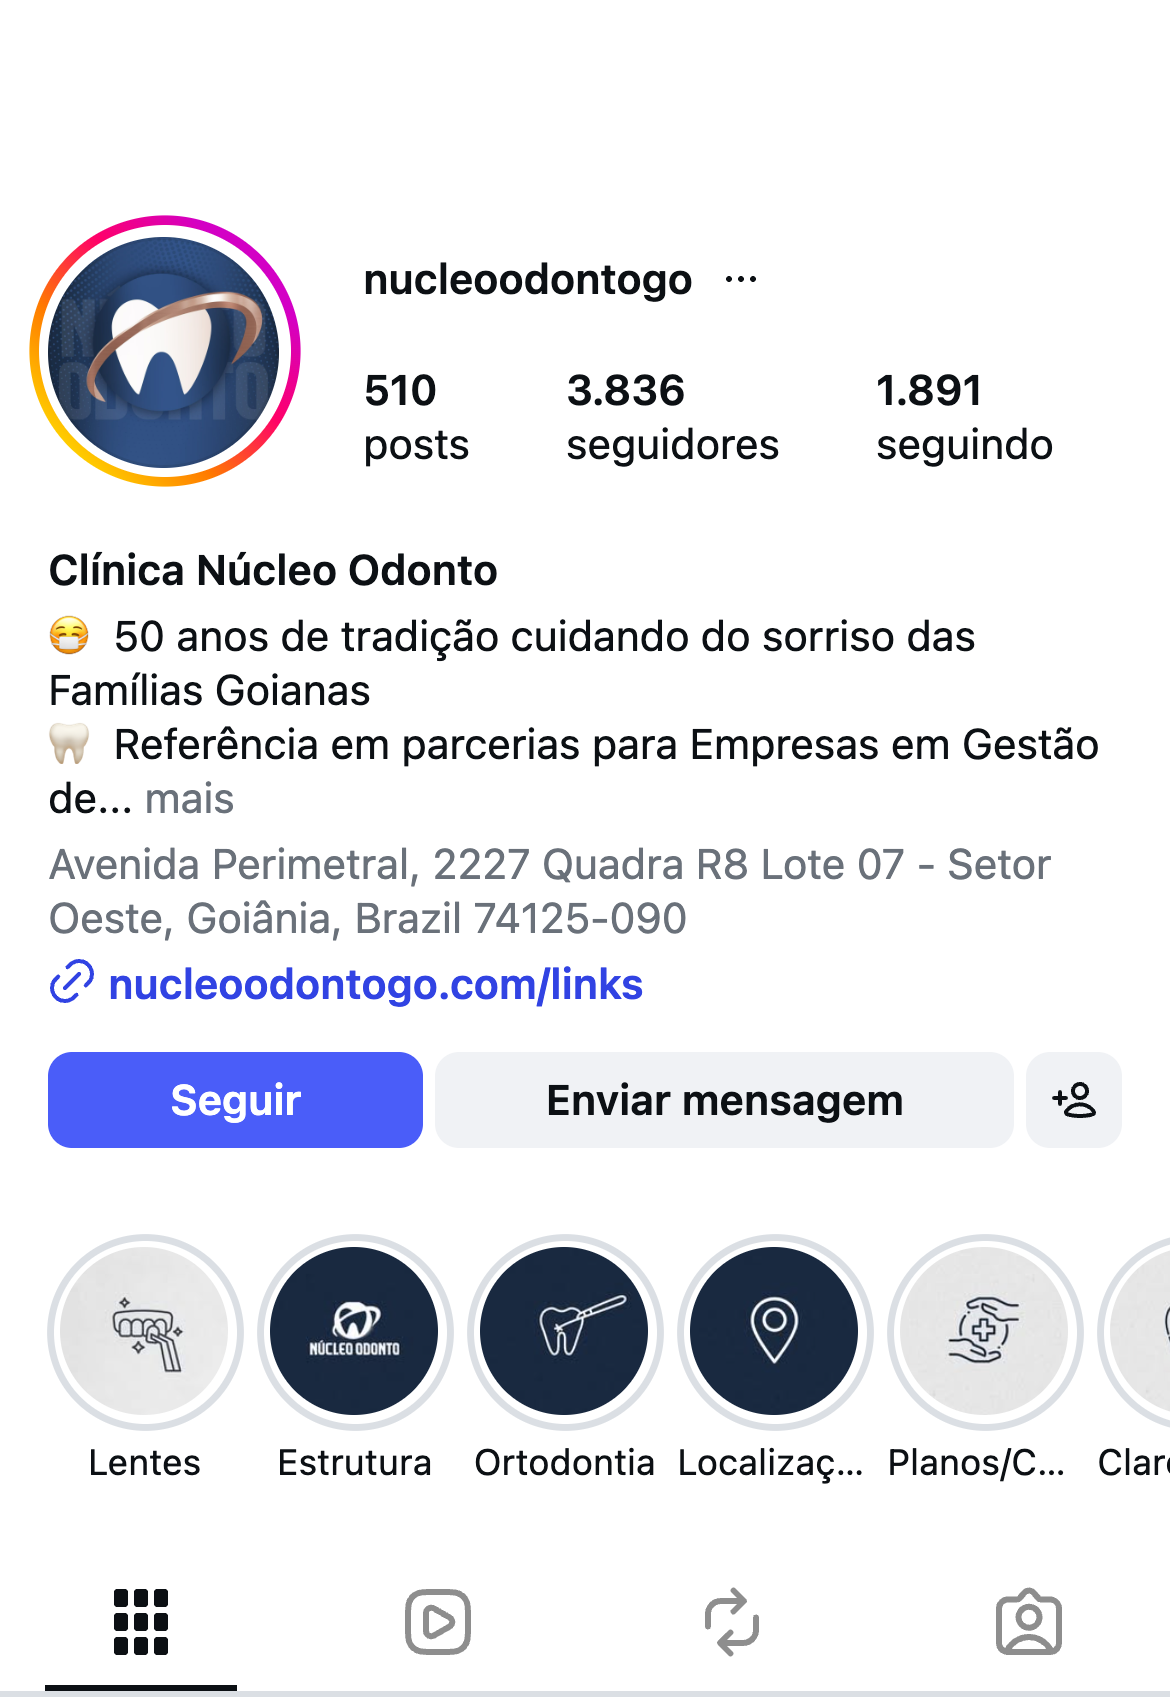 nucleoodontogo ...
510 3.836 1.891
posts seguidores seguindo
Clínica Núcleo Odonto
😷 50 anos de tradição cuidando do sorriso das
Famílias Goianas
🦷 Referência em parcerias para Empresas em Gestão
de... mais
Avenida Perimetral, 2227 Quadra R8 Lote 07 - Setor
Oeste, Goiânia, Brazil 74125-090
nucleoodontogo.com/links
Seguir Enviar mensagem
NÚCLEO ODONTO
Lentes Estrutura Ortodontia Localizaç... Planos/C...